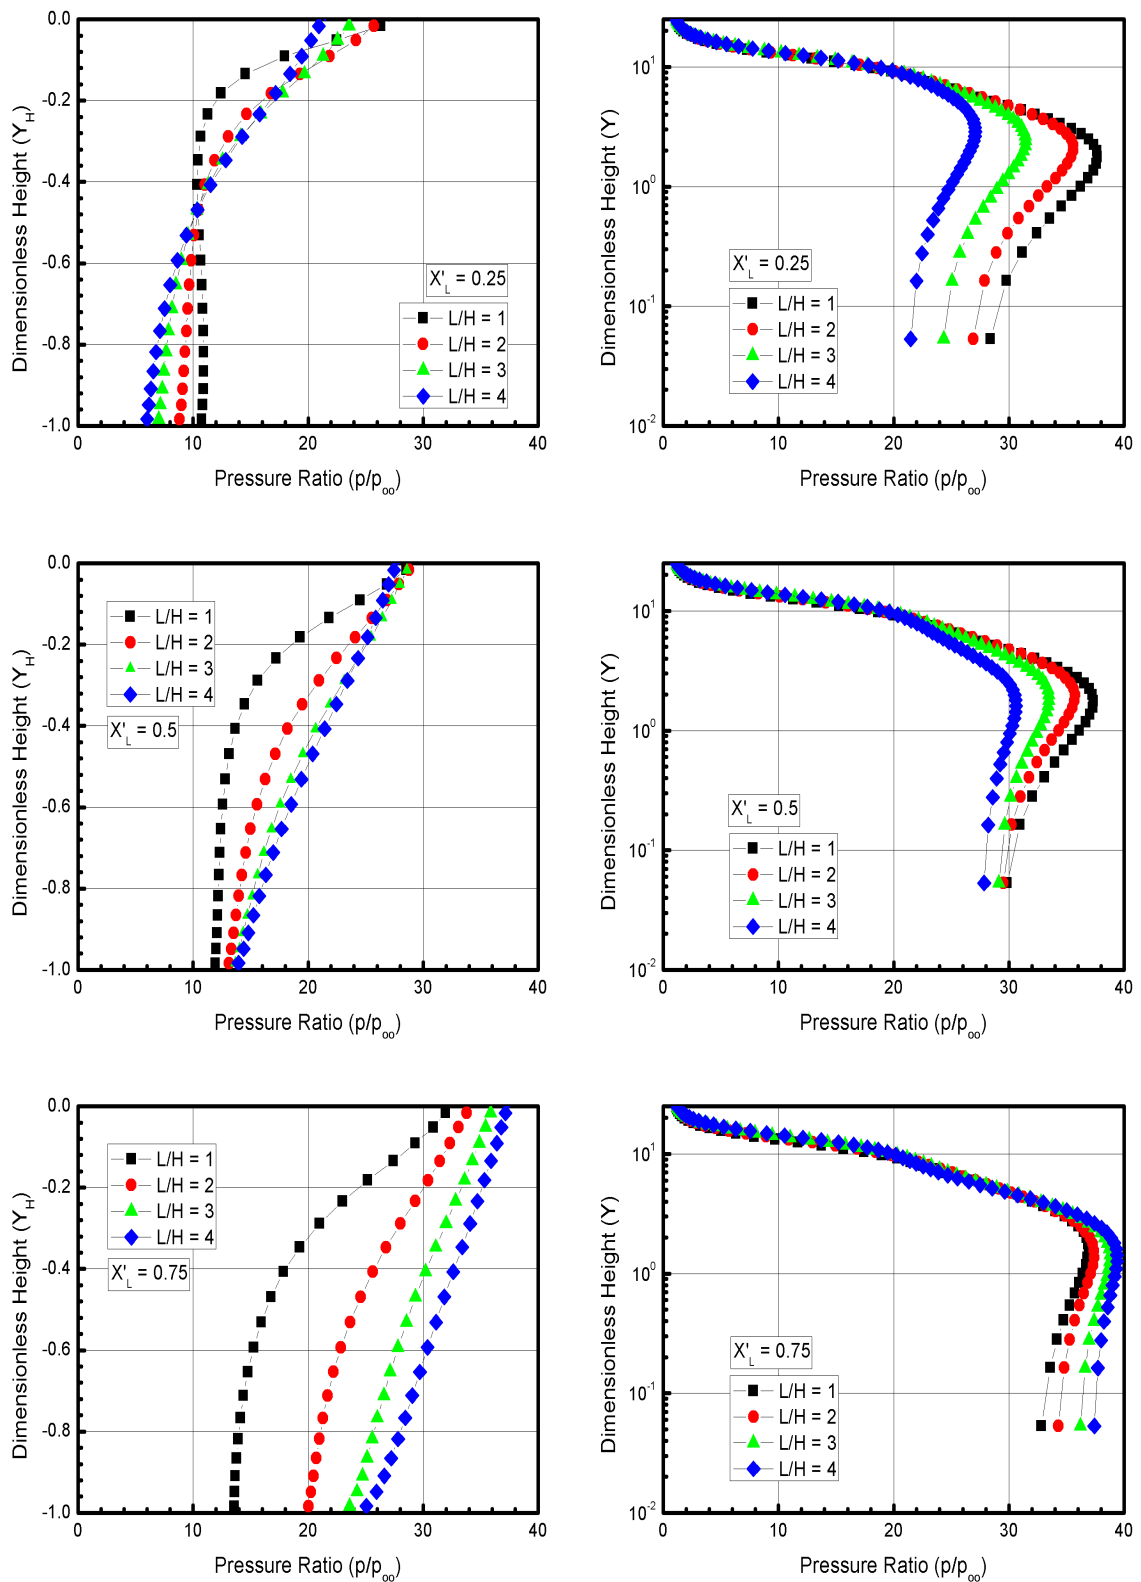 0.0
-0.2
-0.4
-0.6
-0.8
-1.0
0
10
20
30
40
Dimensionless Height (Y_H)
Pressure Ratio (p/p_oo)
X'_L = 0.25
L/H = 1
L/H = 2
L/H = 3
L/H = 4
10^1
10^0
10^-1
10^-2
0
10
20
30
40
Dimensionless Height (Y)
Pressure Ratio (p/p_oo)
X'_L = 0.25
L/H = 1
L/H = 2
L/H = 3
L/H = 4
0.0
-0.2
-0.4
-0.6
-0.8
-1.0
0
10
20
30
40
Dimensionless Height (Y_H)
Pressure Ratio (p/p_oo)
L/H = 1
L/H = 2
L/H = 3
L/H = 4
X'_L = 0.5
10^1
10^0
10^-1
10^-2
0
10
20
30
40
Dimensionless Height (Y)
Pressure Ratio (p/p_oo)
X'_L = 0.5
L/H = 1
L/H = 2
L/H = 3
L/H = 4
0.0
-0.2
-0.4
-0.6
-0.8
-1.0
0
10
20
30
40
Dimensionless Height (Y_H)
Pressure Ratio (p/p_oo)
L/H = 1
L/H = 2
L/H = 3
L/H = 4
X'_L = 0.75
10^1
10^0
10^-1
10^-2
0
10
20
30
40
Dimensionless Height (Y)
Pressure Ratio (p/p_oo)
X'_L = 0.75
L/H = 1
L/H = 2
L/H = 3
L/H = 4